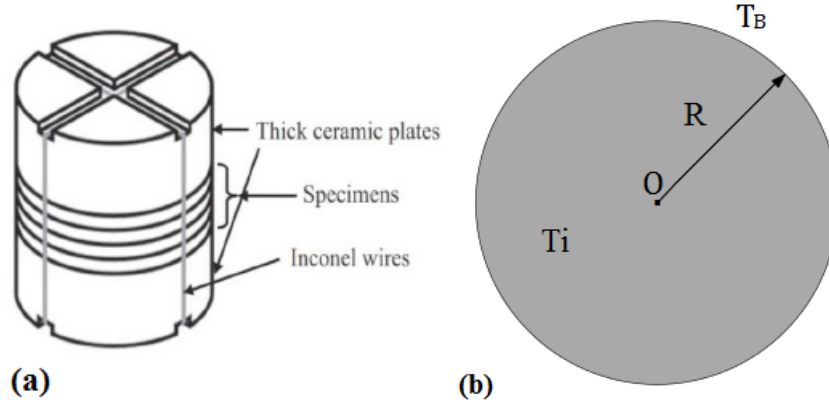 Thick ceramic plates
Specimens
Inconel wires
(a)
T_B
R
O
Ti
(b)